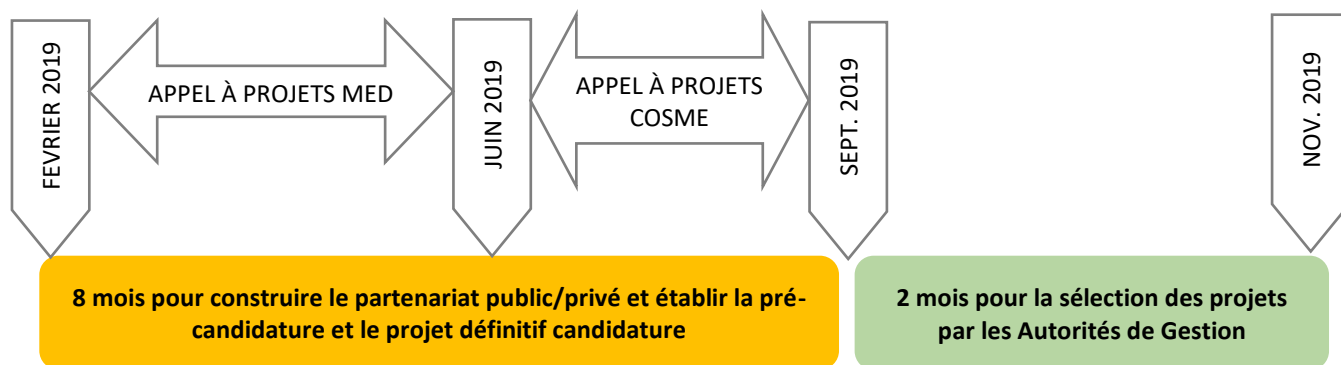 FEVRIER 2019
APPEL À PROJETS MED
JUIN 2019
APPEL À PROJETS
COSME
SEPT. 2019
NOV. 2019
8 mois pour construire le partenariat public/privé et établir la pré-
candidature et le projet définitif candidature
2 mois pour la sélection des projets
par les Autorités de Gestion